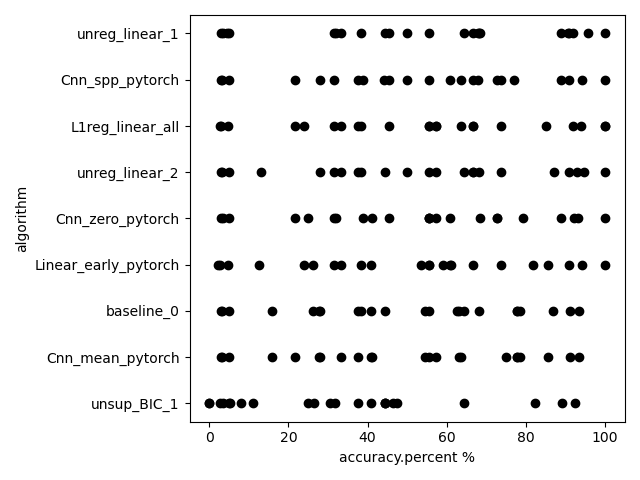 unreg_linear_1
Cnn_spp_pytorch
L1reg_linear_all
unreg_linear_2
Cnn_zero_pytorch
Linear_early_pytorch
baseline_0
Cnn_mean_pytorch
unsup_BIC_1
algorithm
0 20 40 60 80 100
accuracy.percent %